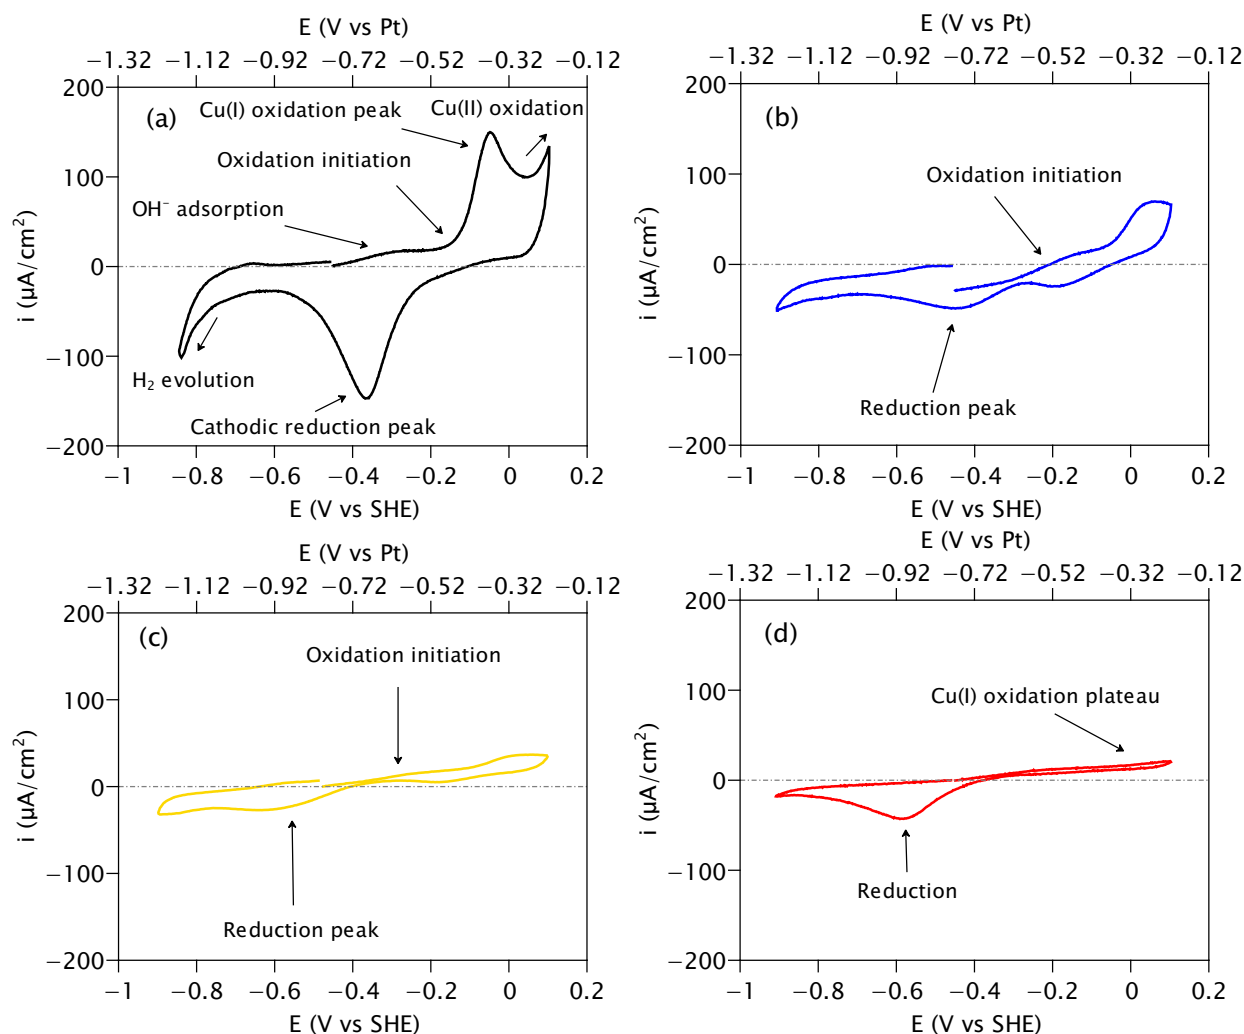 E (V vs Pt)
−1.32 −1.12 −0.92 −0.72 −0.52 −0.32 −0.12
200
100
0
−100
−200
i (µA/cm²)
(a)
Cu(I) oxidation peak
Cu(II) oxidation
Oxidation initiation
OH⁻ adsorption
H₂ evolution
Cathodic reduction peak
−1 −0.8 −0.6 −0.4 −0.2 0 0.2
E (V vs SHE)
E (V vs Pt)
−1.32 −1.12 −0.92 −0.72 −0.52 −0.32 −0.12
200
100
0
−100
−200
i (µA/cm²)
(b)
Oxidation initiation
Reduction peak
−1 −0.8 −0.6 −0.4 −0.2 0 0.2
E (V vs SHE)
E (V vs Pt)
−1.32 −1.12 −0.92 −0.72 −0.52 −0.32 −0.12
200
100
0
−100
−200
i (µA/cm²)
(c)
Oxidation initiation
Reduction peak
−1 −0.8 −0.6 −0.4 −0.2 0 0.2
E (V vs SHE)
E (V vs Pt)
−1.32 −1.12 −0.92 −0.72 −0.52 −0.32 −0.12
200
100
0
−100
−200
i (µA/cm²)
(d)
Cu(I) oxidation plateau
Reduction
−1 −0.8 −0.6 −0.4 −0.2 0 0.2
E (V vs SHE)